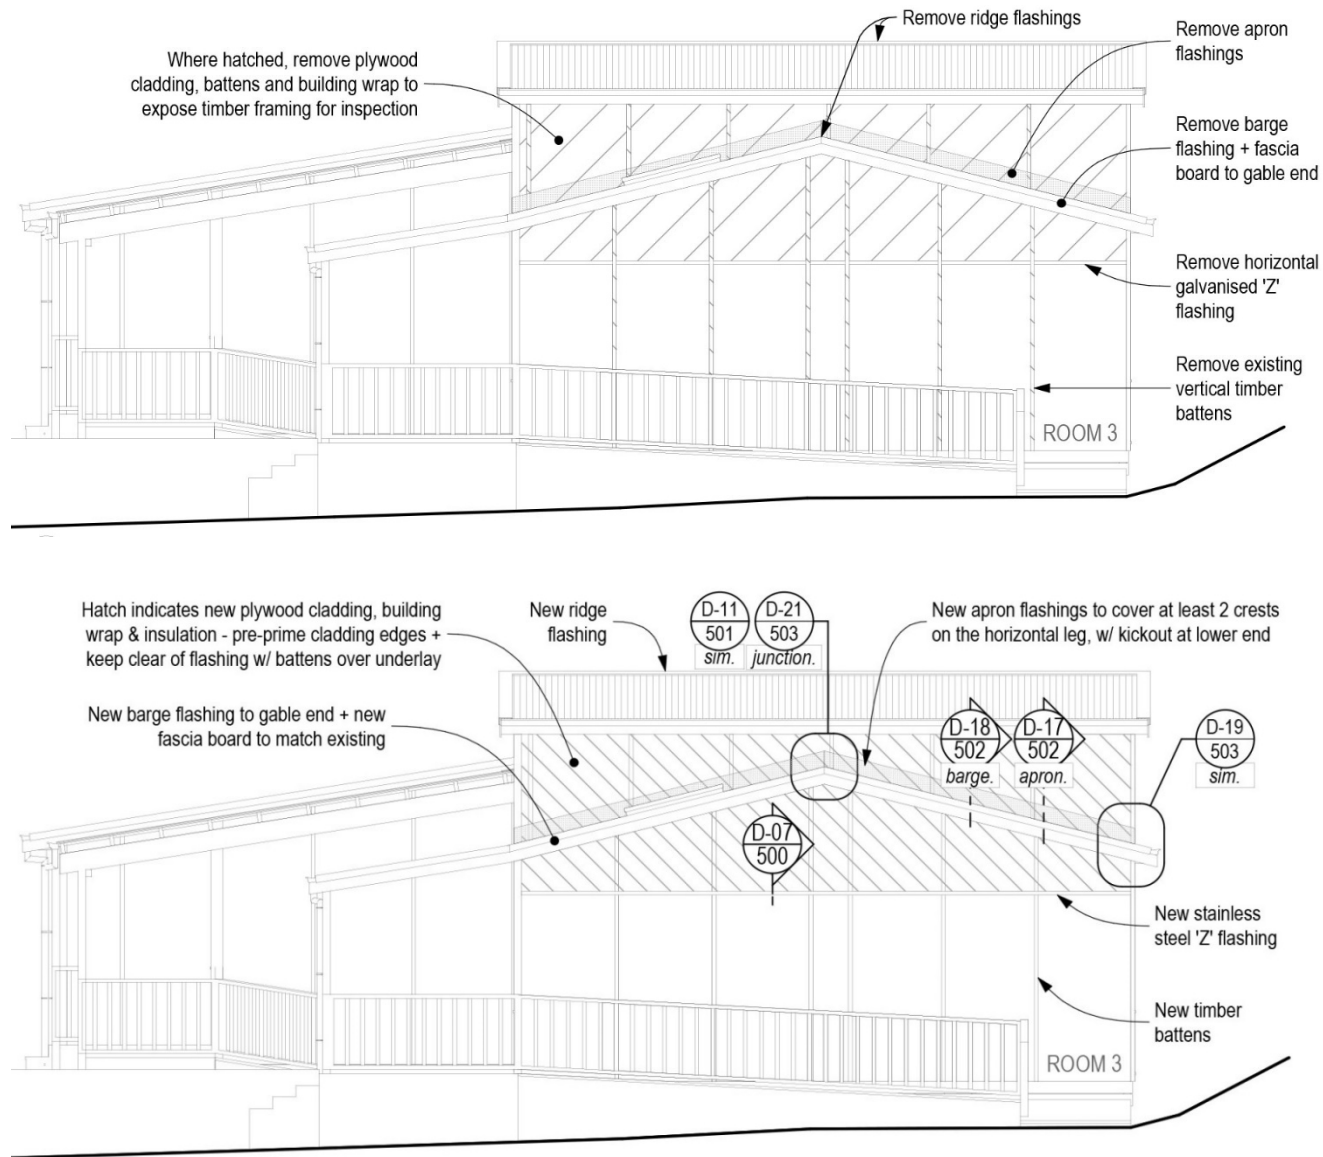 Remove ridge flashings
Where hatched, remove plywood
cladding, battens and building wrap to
expose timber framing for inspection
Remove apron
flashings
Remove barge
flashing + fascia
board to gable end
Remove horizontal
galvanised 'Z'
flashing
Remove existing
vertical timber
battens
ROOM 3
Hatch indicates new plywood cladding, building
wrap & insulation - pre-prime cladding edges +
keep clear of flashing w/ battens over underlay
New ridge
flashing
D-11
501
sim.
D-21
503
junction.
New apron flashings to cover at least 2 crests
on the horizontal leg, w/ kickout at lower end
New barge flashing to gable end + new
fascia board to match existing
D-18
502
barge.
D-17
502
apron.
D-19
503
sim.
D-07
500
New stainless
steel 'Z' flashing
New timber
battens
ROOM 3